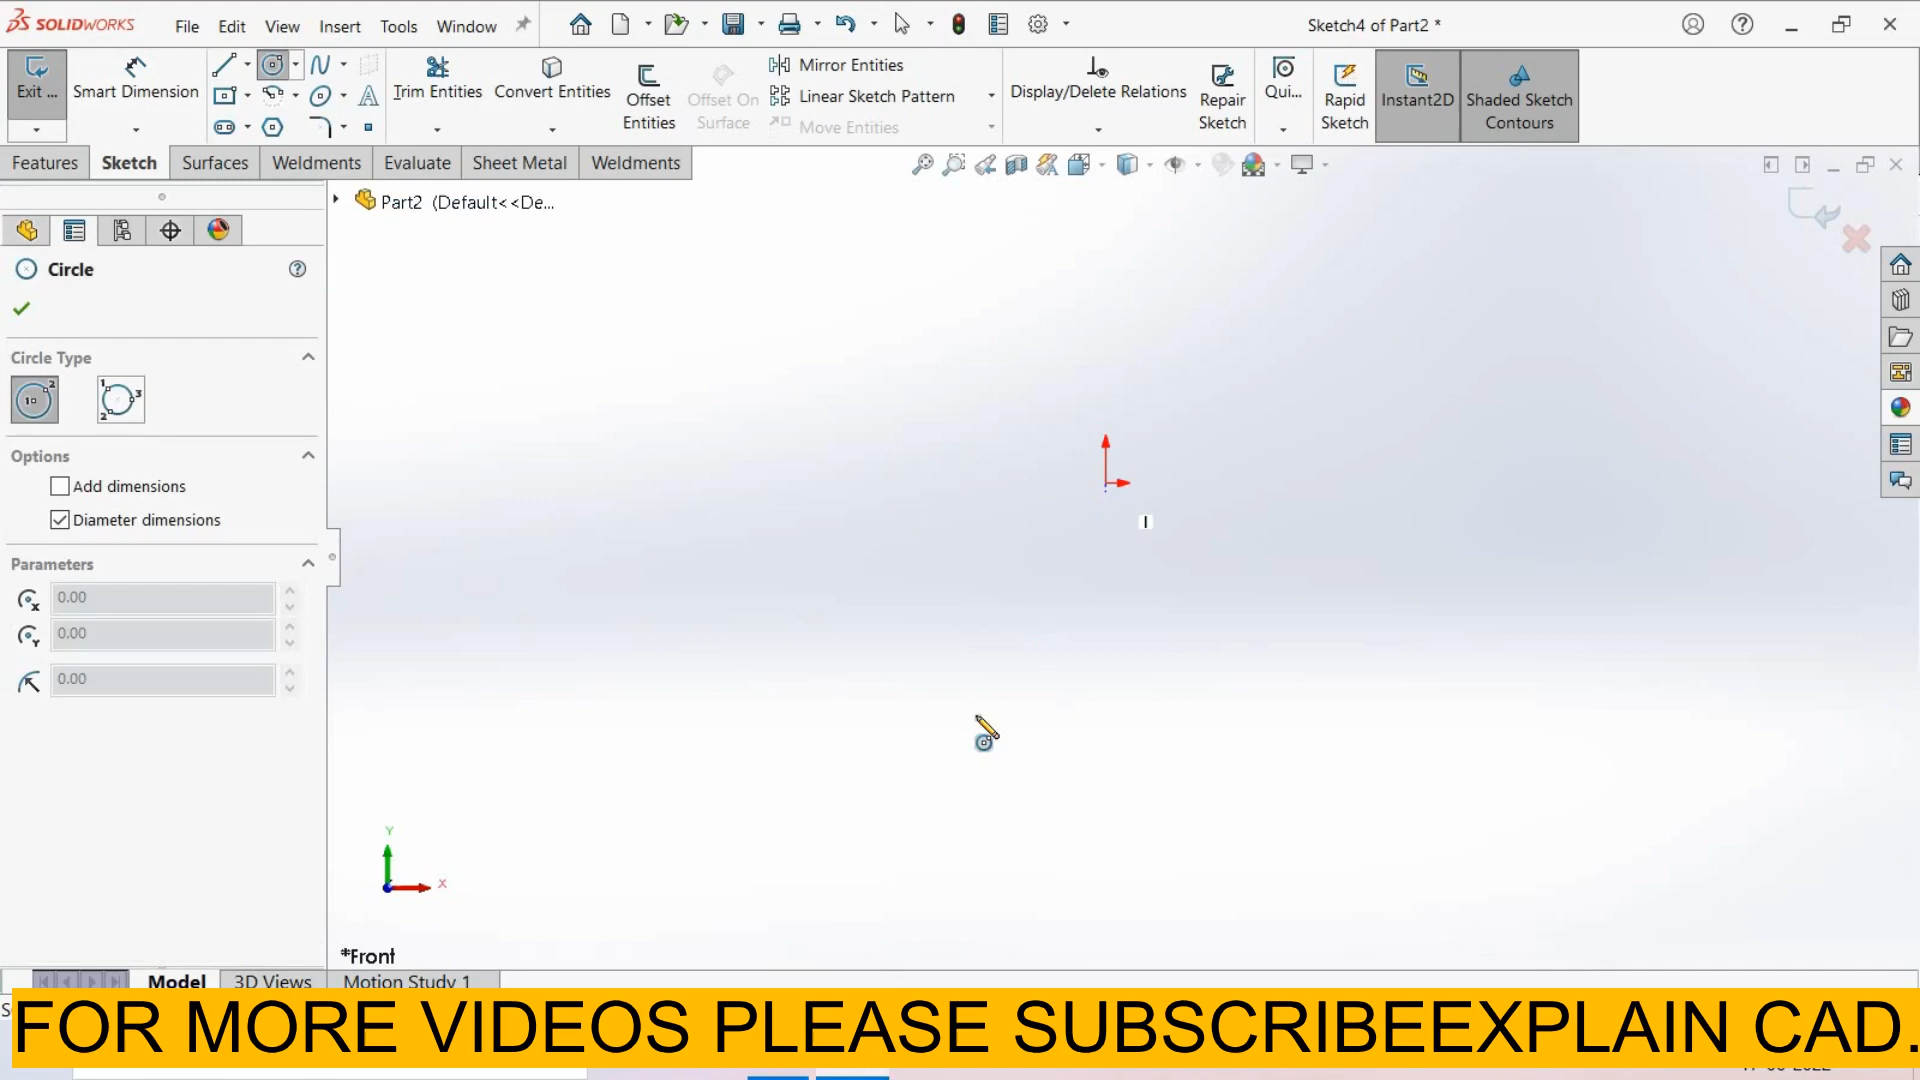 SOLIDWORKS File Edit View Insert Tools Window Sketch4 of Part2 *
Exit ... Smart Dimension Trim Entities Convert Entities Offset Entities Offset On Surface Mirror Entities Linear Sketch Pattern Move Entities Display/Delete Relations Repair Sketch Qui... Rapid Sketch Instant2D Shaded Sketch Contours
Features Sketch Surfaces Weldments Evaluate Sheet Metal Weldments
Part2 (Default<<De...
Circle
Circle Type
Options
Add dimensions
Diameter dimensions
Parameters
0.00
0.00
0.00
Y
X
*Front
Model 3D Views Motion Study 1
FOR MORE VIDEOS PLEASE SUBSCRIBEEXPLAIN CAD.